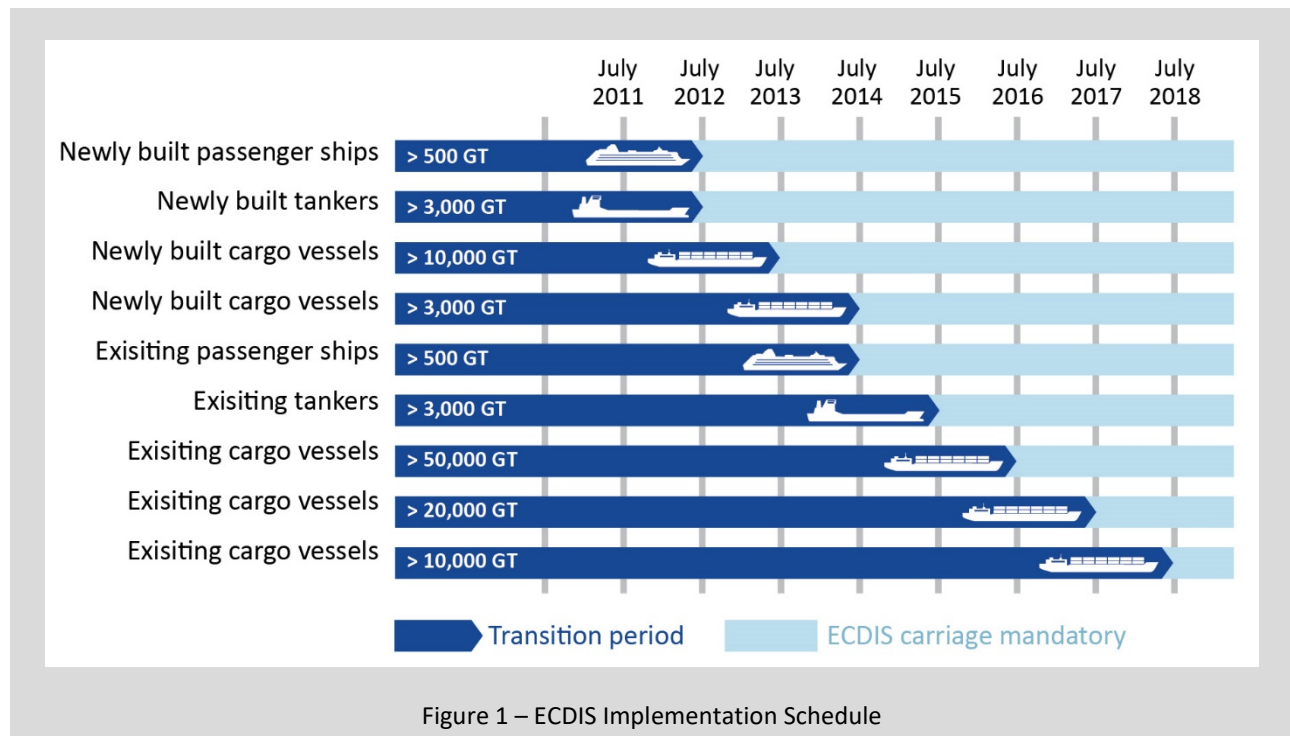 July July July July July July July July
2011 2012 2013 2014 2015 2016 2017 2018
Newly built passenger ships > 500 GT
Newly built tankers > 3,000 GT
Newly built cargo vessels > 10,000 GT
Newly built cargo vessels > 3,000 GT
Exisiting passenger ships > 500 GT
Exisiting tankers > 3,000 GT
Exisiting cargo vessels > 50,000 GT
Exisiting cargo vessels > 20,000 GT
Exisiting cargo vessels > 10,000 GT
Transition period ECDIS carriage mandatory
Figure 1 – ECDIS Implementation Schedule